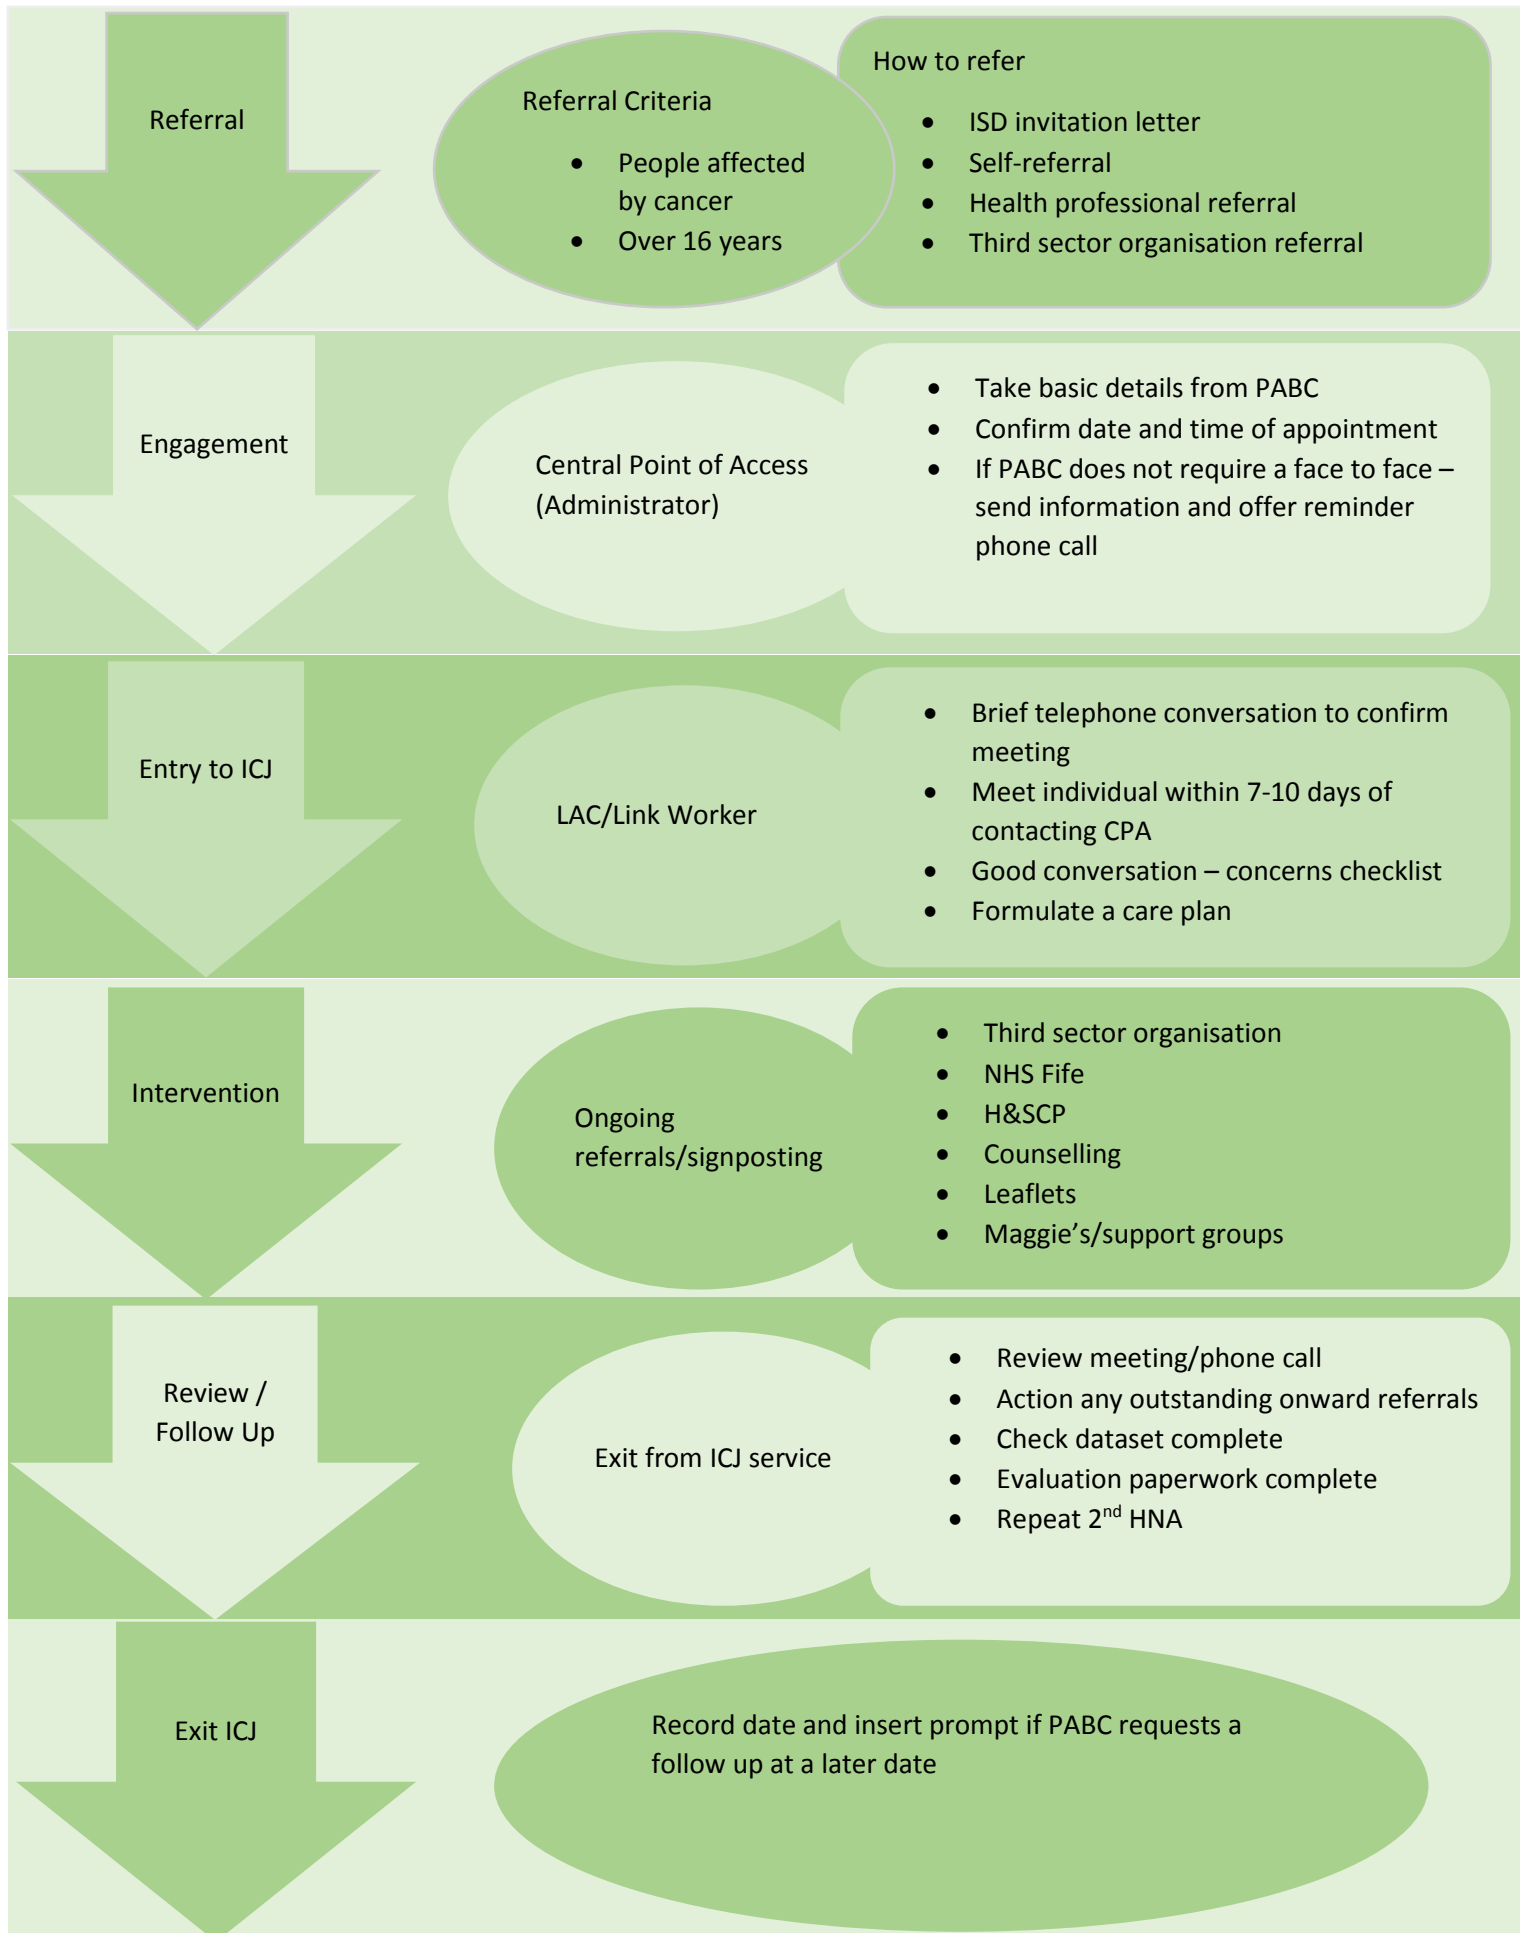 Referral
Referral Criteria
• People affected
by cancer
• Over 16 years
How to refer
• ISD invitation letter
• Self-referral
• Health professional referral
• Third sector organisation referral
Engagement
Central Point of Access
(Administrator)
• Take basic details from PABC
• Confirm date and time of appointment
• If PABC does not require a face to face –
send information and offer reminder
phone call
Entry to ICJ
LAC/Link Worker
• Brief telephone conversation to confirm
meeting
• Meet individual within 7-10 days of
contacting CPA
• Good conversation – concerns checklist
• Formulate a care plan
Intervention
Ongoing
referrals/signposting
• Third sector organisation
• NHS Fife
• H&SCP
• Counselling
• Leaflets
• Maggie’s/support groups
Review /
Follow Up
Exit from ICJ service
• Review meeting/phone call
• Action any outstanding onward referrals
• Check dataset complete
• Evaluation paperwork complete
• Repeat 2nd HNA
Exit ICJ
Record date and insert prompt if PABC requests a
follow up at a later date